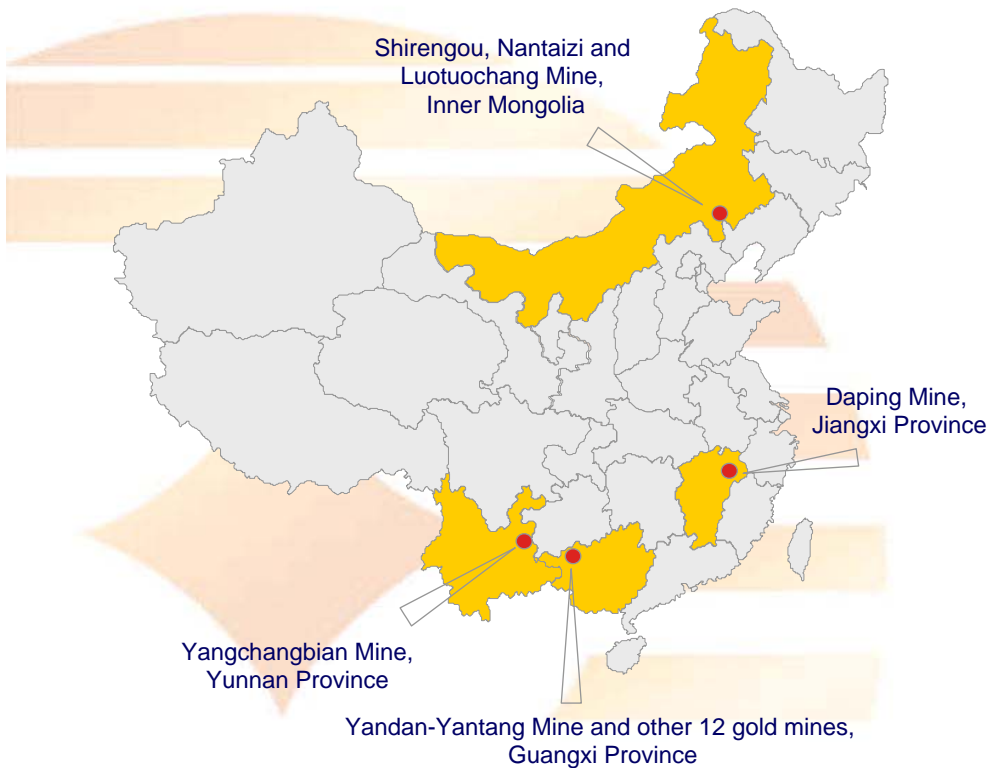 Shirengou, Nantaizi and
Luotuochang Mine,
Inner Mongolia
Daping Mine,
Jiangxi Province
Yangchangbian Mine,
Yunnan Province
Yandan-Yantang Mine and other 12 gold mines,
Guangxi Province